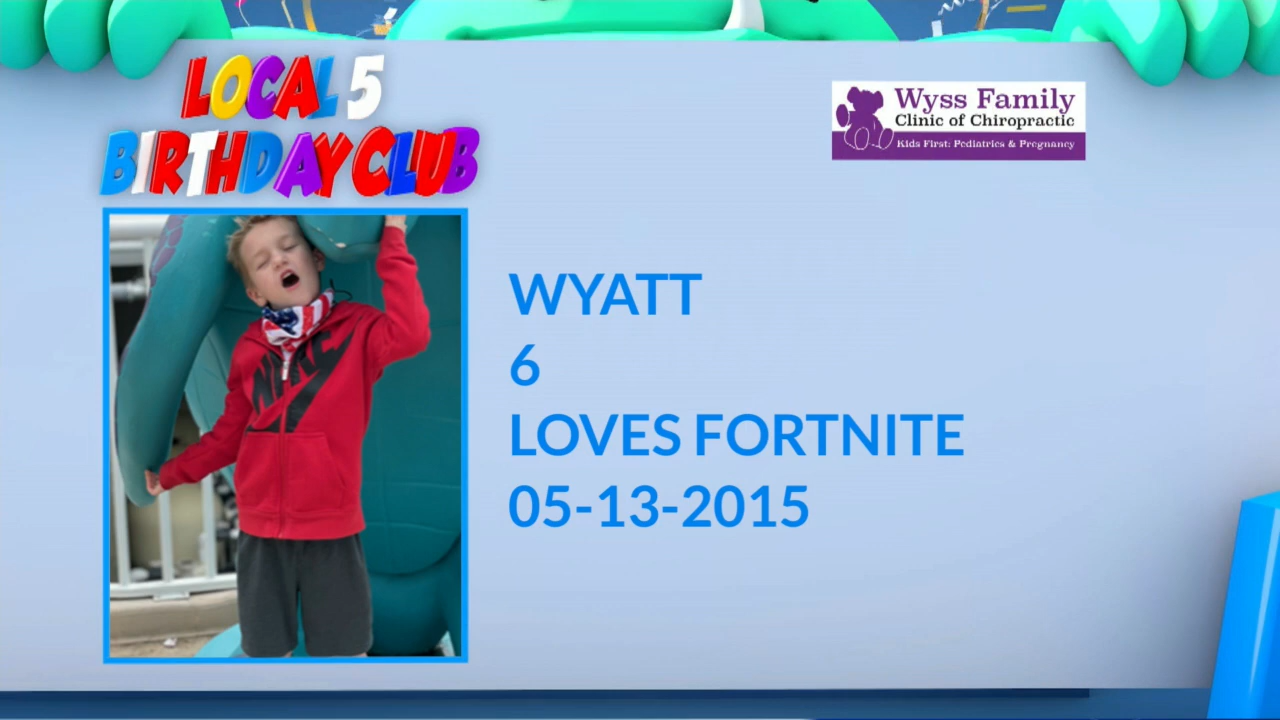 LOCAL 5
BIRTHDAY CLUB
Wyss Family
Clinic of Chiropractic
Kids First: Pediatrics & Pregnancy
NIKE
WYATT
6
LOVES FORTNITE
05-13-2015